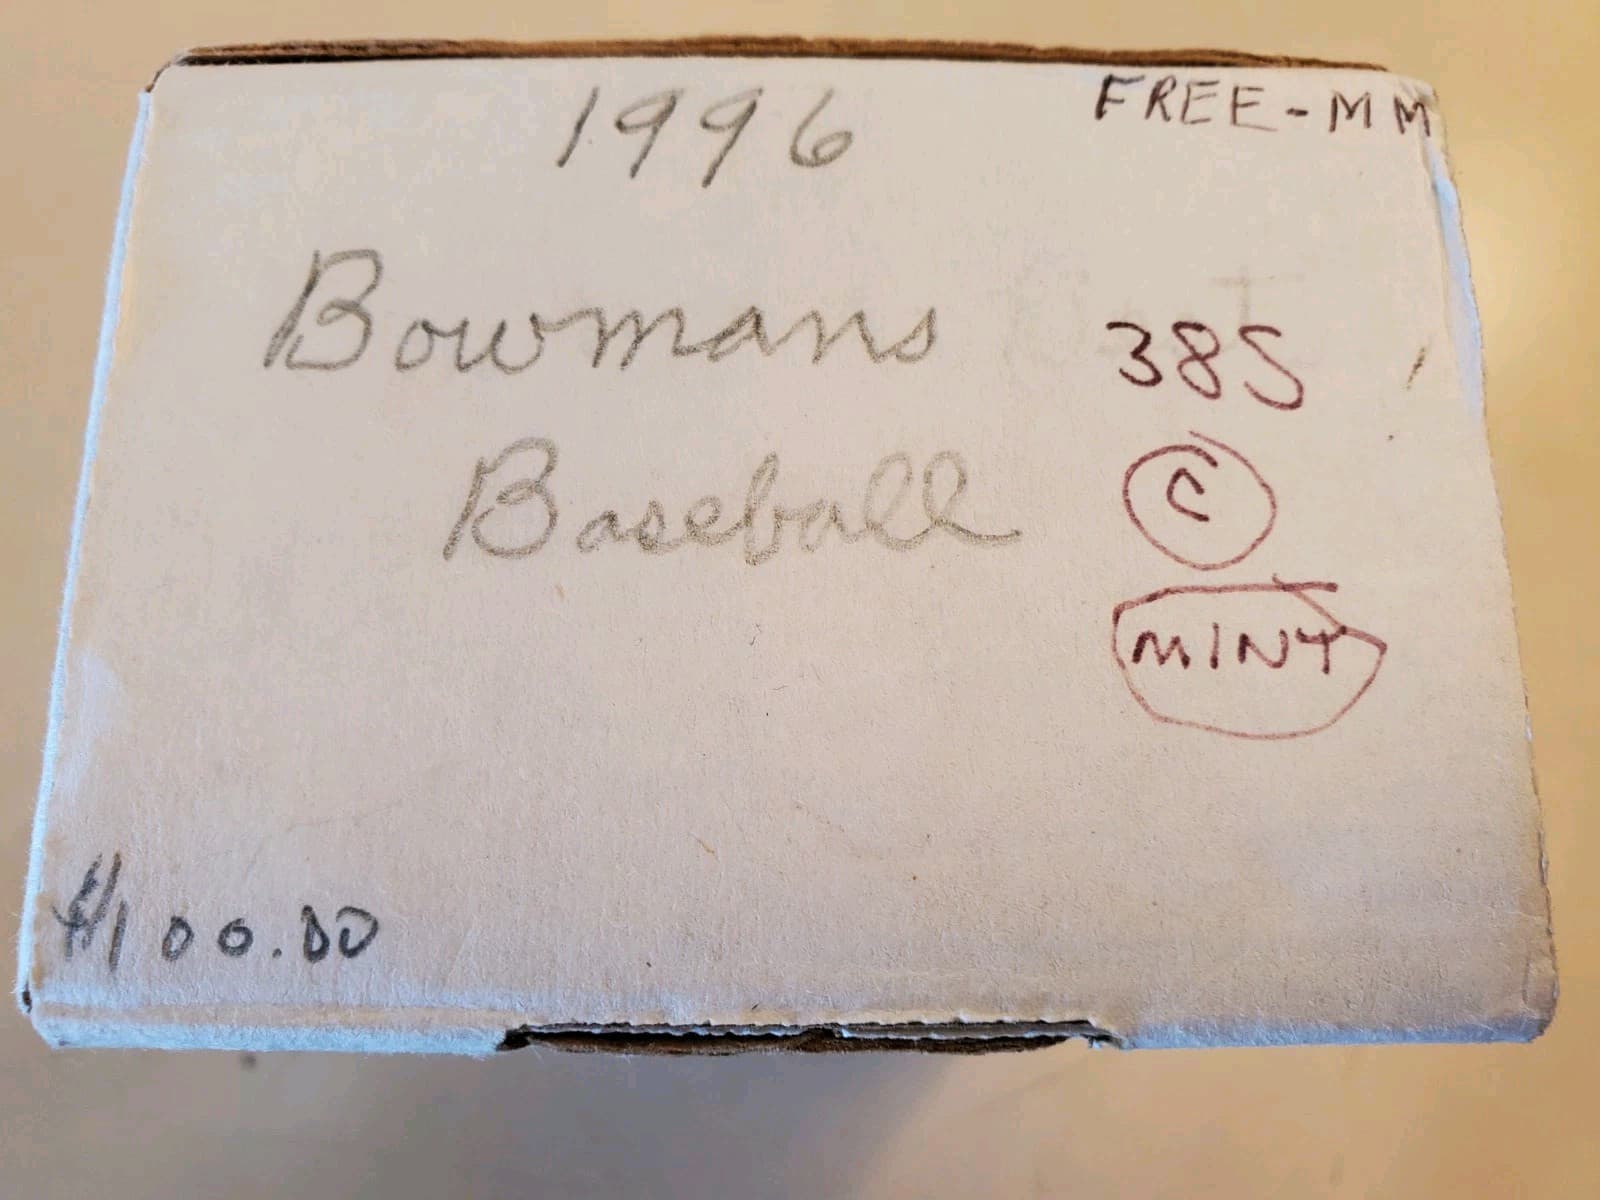 1996
FREE-MM
Bowmans
385
Baseball
C
MINT
$100.00